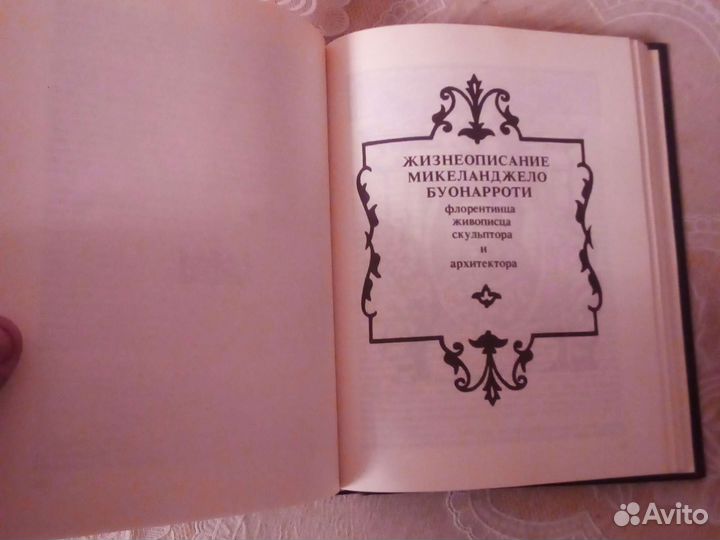 ЖИЗНЕОПИСАНИЕ
МИКЕЛАНДЖЕЛО
БУОНАРРОТИ
флорентинца
живописца
скульптора
и
архитектора
Avito